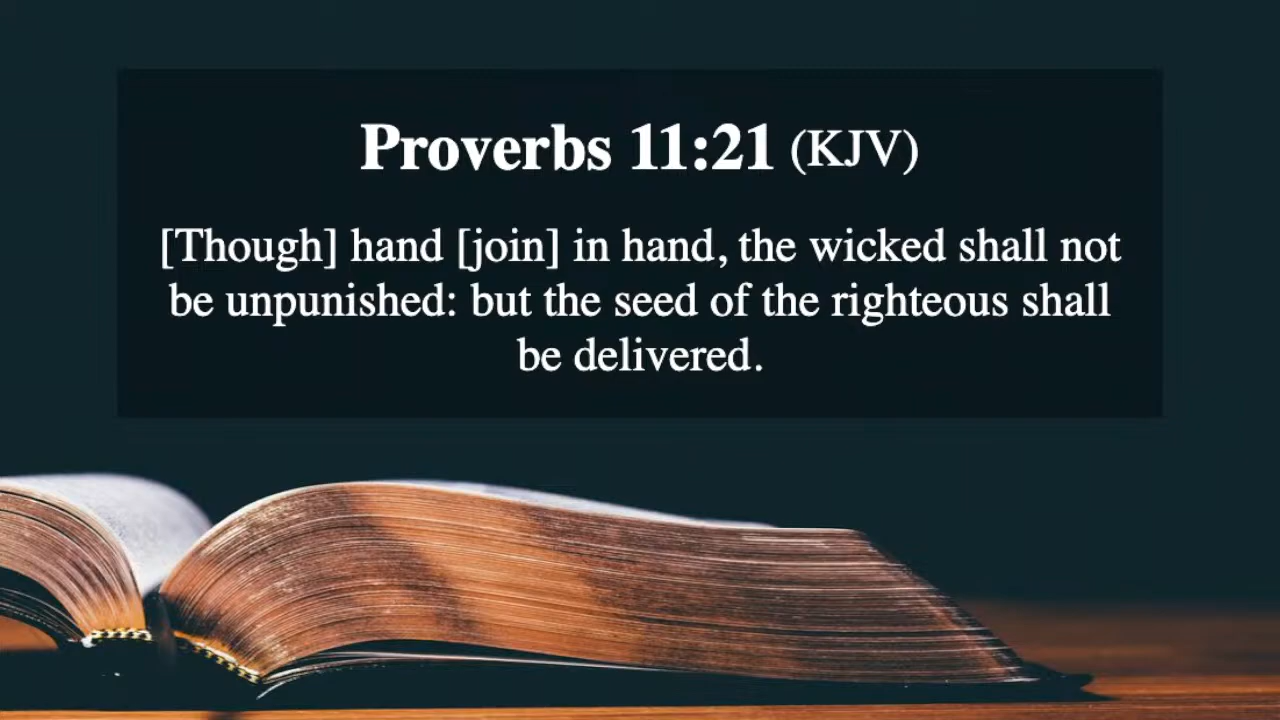 Proverbs 11:21 (KJV)
[Though] hand [join] in hand, the wicked shall not
be unpunished: but the seed of the righteous shall
be delivered.